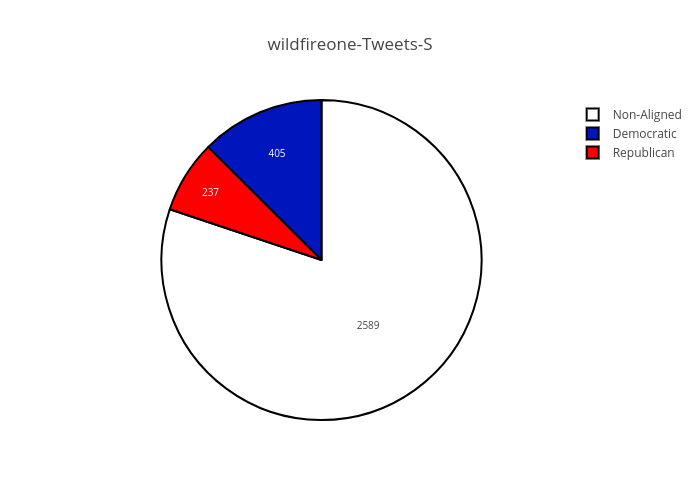 wildfireone-Tweets-S
Non-Aligned
Democratic
Republican
405
237
2589